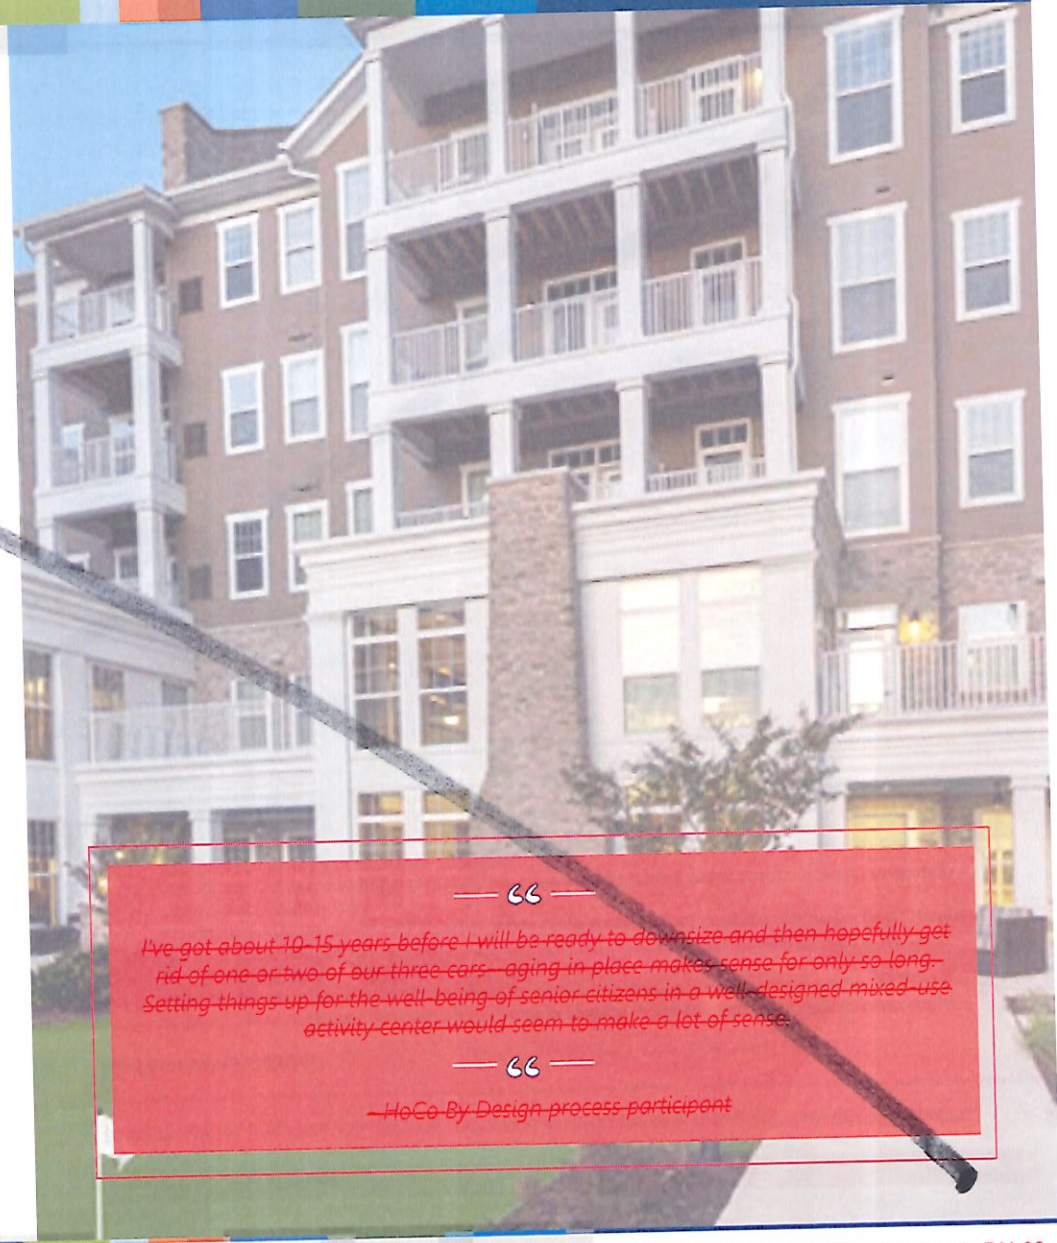 “
I've got about 10-15 years before I will be ready to downsize and then hopefully get
rid of one or two of our three cars--aging in place makes sense for only so long.
Setting things up for the well-being of senior citizens in a well-designed mixed-use
activity center would seem to make a lot of sense.
“
- HoCo By Design process participant